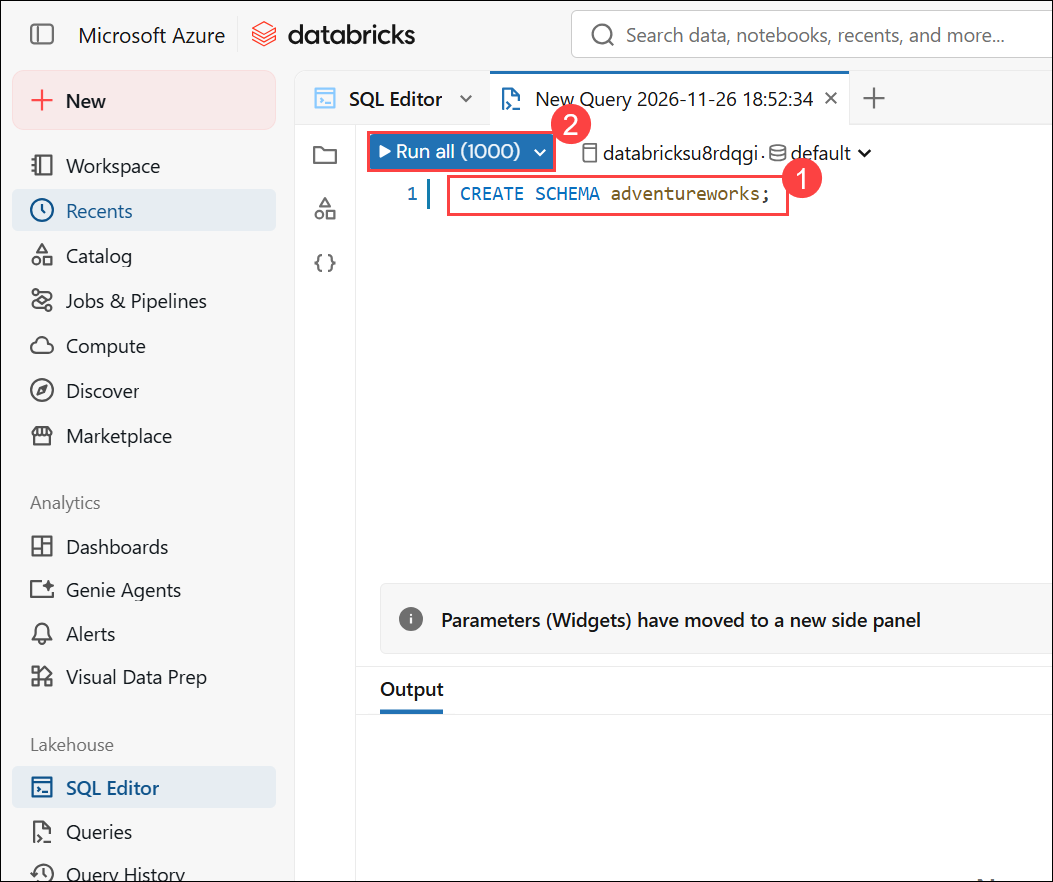 Microsoft Azure databricks Search data, notebooks, recents, and more...
New
Workspace
Recents
Catalog
Jobs & Pipelines
Compute
Discover
Marketplace
Analytics
Dashboards
Genie Agents
Alerts
Visual Data Prep
Lakehouse
SQL Editor
Queries
Query History
SQL Editor New Query 2026-11-26 18:52:34
2
Run all (1000) databricksu8rdqgi. default
1
1 CREATE SCHEMA adventureworks;
Parameters (Widgets) have moved to a new side panel
Output